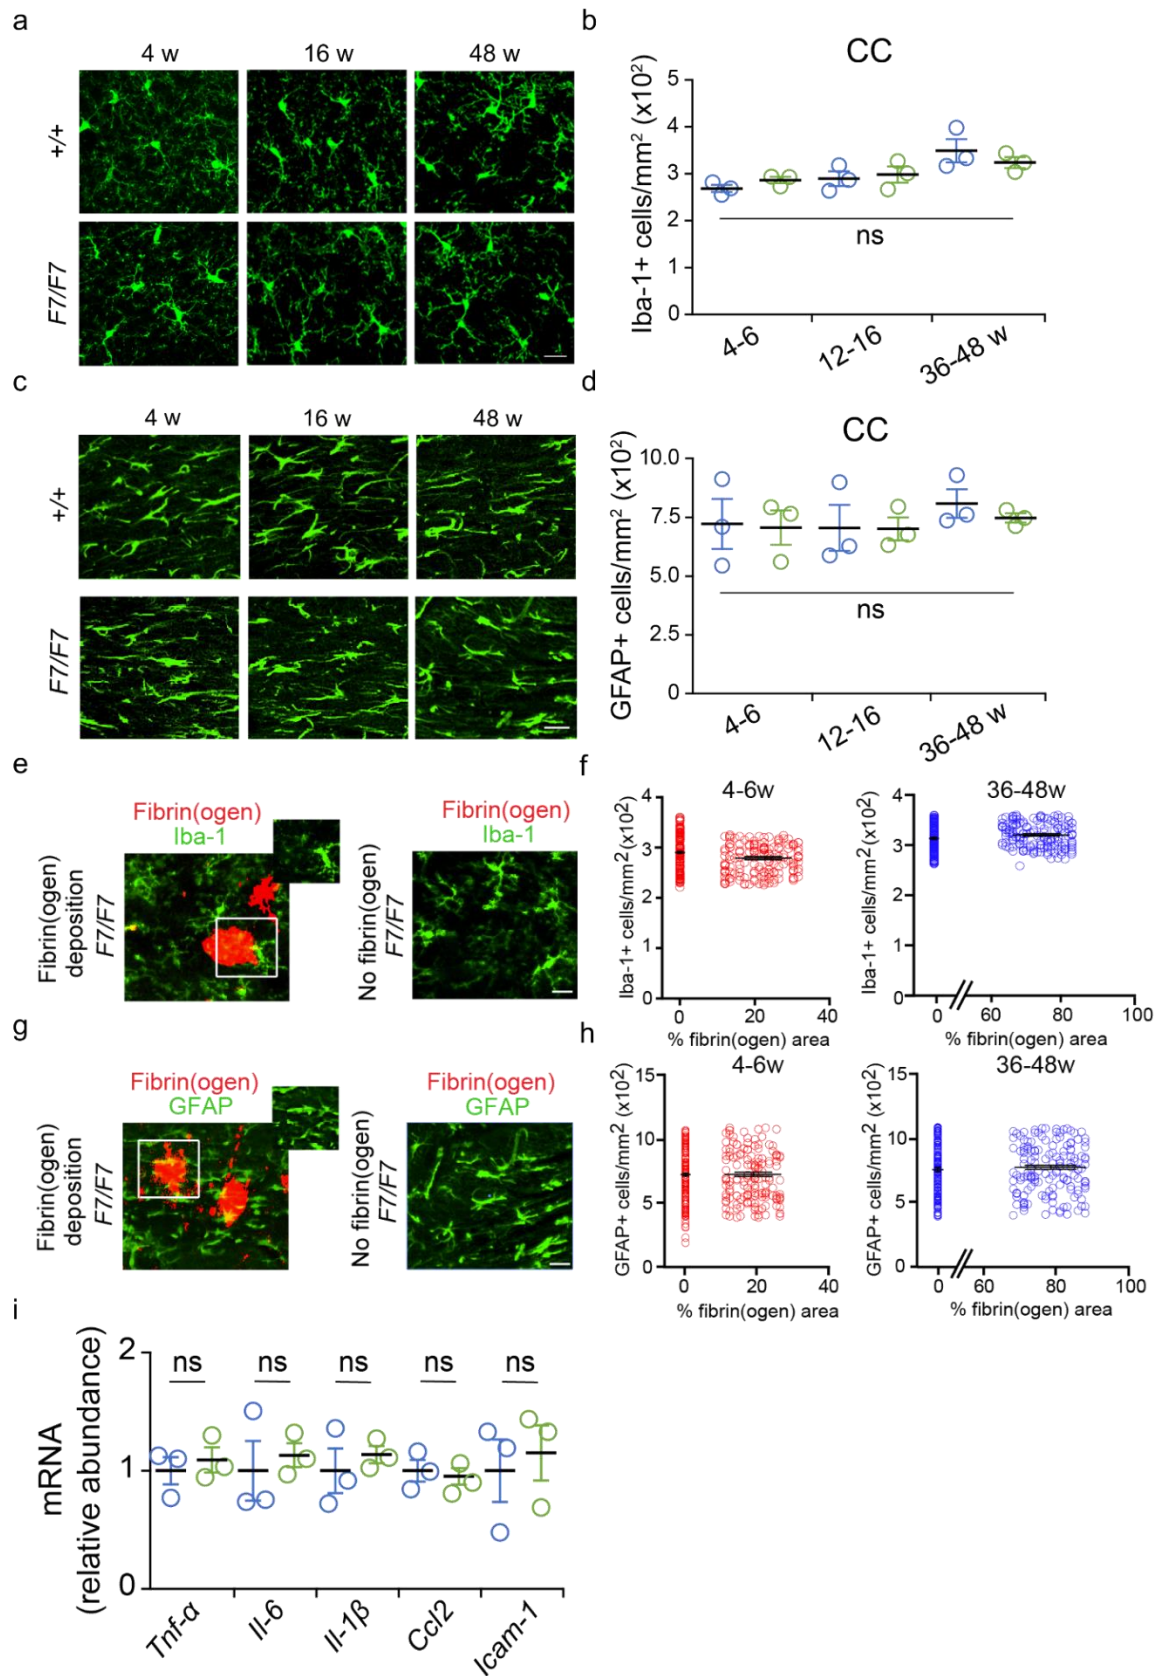 a
4 w
16 w
48 w
+/+
F7/F7
b
CC
Iba-1+ cells/mm² (x10²)
5
4
3
2
1
0
ns
4-6
12-16
36-48 w
c
4 w
16 w
48 w
+/+
F7/F7
d
CC
GFAP+ cells/mm² (x10²)
10.0
7.5
5.0
2.5
0
ns
4-6
12-16
36-48 w
e
Fibrin(ogen)
deposition
F7/F7
Fibrin(ogen)
Iba-1
No fibrin(ogen)
F7/F7
Fibrin(ogen)
Iba-1
f
4-6w
Iba-1+ cells/mm² (x10²)
4
3
2
1
0
0
20
40
% fibrin(ogen) area
36-48w
Iba-1+ cells/mm² (x10²)
4
3
1
0
0
60
80
100
% fibrin(ogen) area
g
Fibrin(ogen)
deposition
F7/F7
Fibrin(ogen)
GFAP
No fibrin(ogen)
F7/F7
Fibrin(ogen)
GFAP
h
4-6w
GFAP+ cells/mm² (x10²)
15
10
5
0
0
20
40
% fibrin(ogen) area
36-48w
GFAP+ cells/mm² (x10²)
15
10
5
0
0
60
80
100
% fibrin(ogen) area
i
mRNA
(relative abundance)
2
1
0
ns
ns
ns
ns
ns
Tnf-α
Il-6
Il-1β
Ccl2
Icam-1